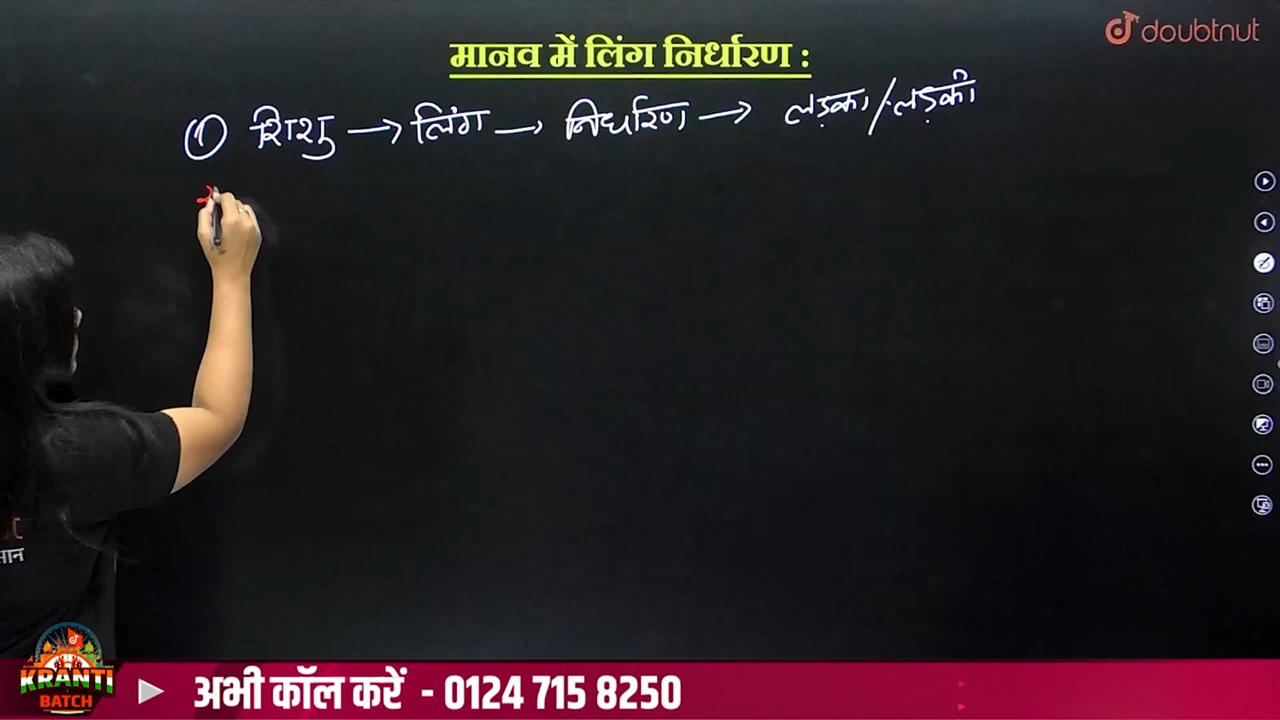 doubtnut
मानव में लिंग निर्धारण :
① शिशु → लिंग → निर्धारण → लड़का / लड़की
सान
KRANTI
BATCH
अभी कॉल करें - 0124 715 8250